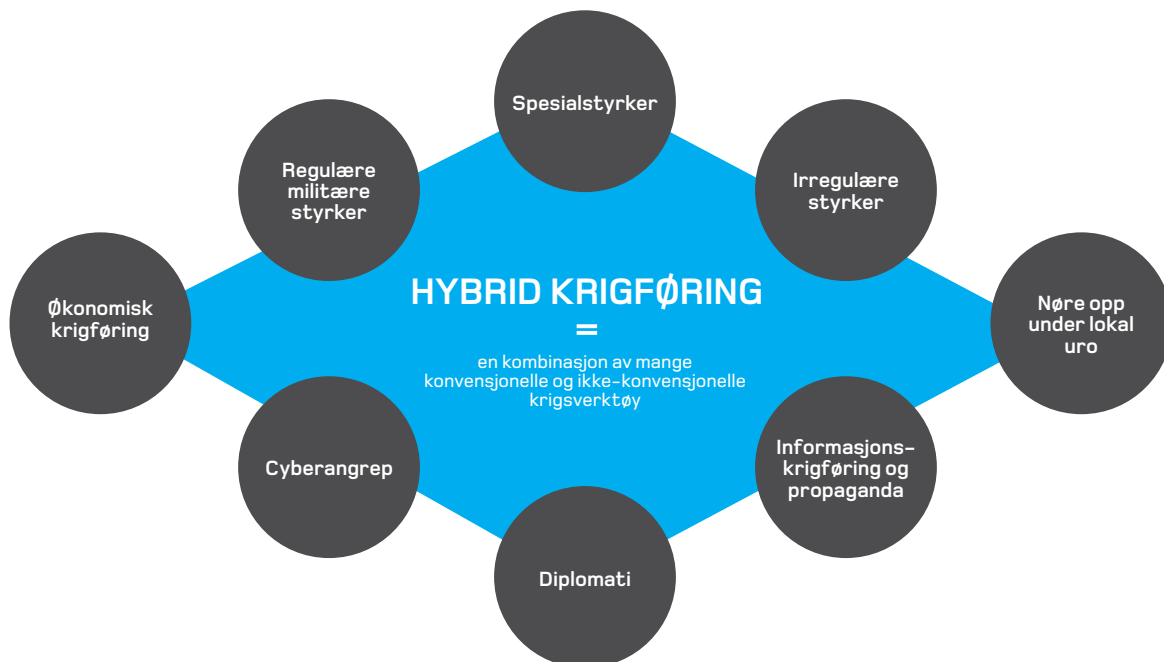 Spesialstyrker
Regulære
militære
styrker
Irregulære
styrker
Økonomisk
krigføring
HYBRID KRIGFØRING
=
en kombinasjon av mange
konvensjonelle og ikke-konvensjonelle
krigsverktøy
Nøre opp
under lokal
uro
Cyberangrep
Informasjons-
krigføring og
propaganda
Diplomati